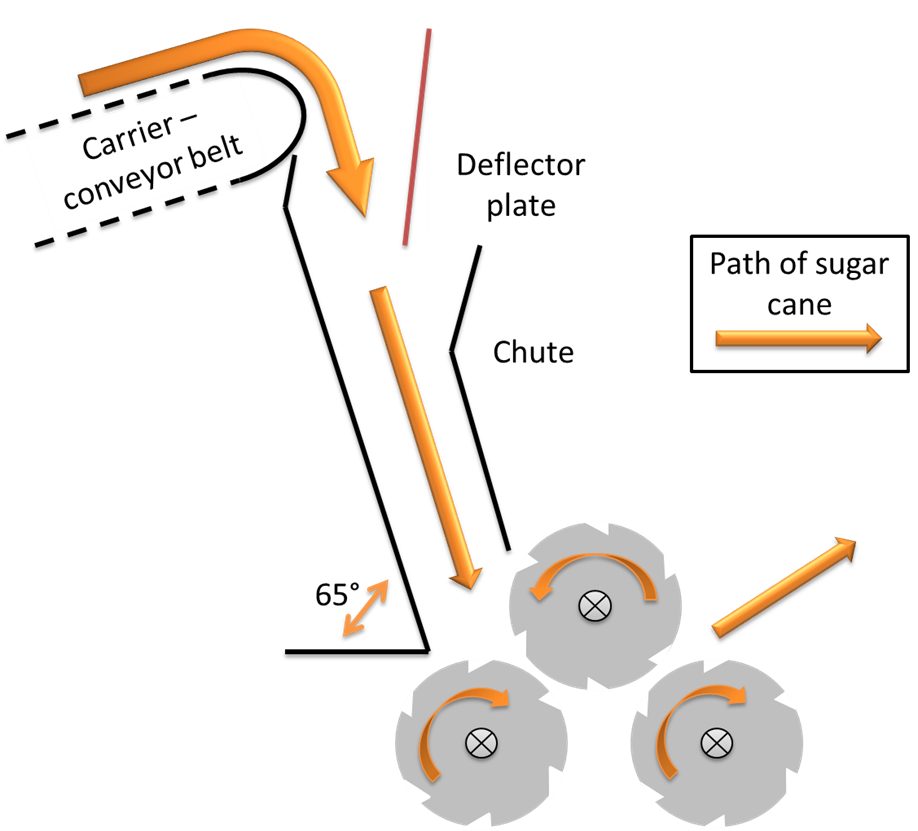 Carrier –
conveyor belt
Deflector
plate
Path of sugar
cane
Chute
65°